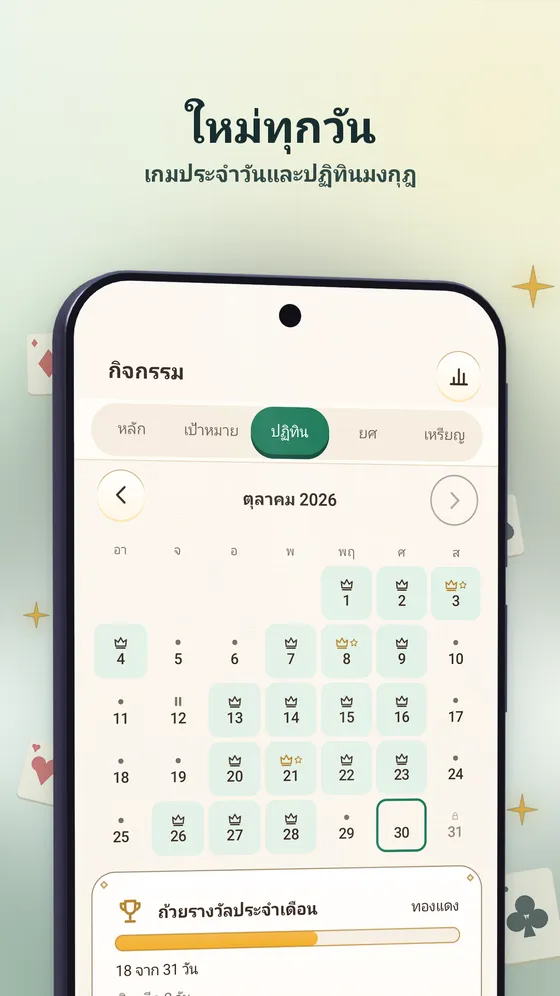 ใหม่ทุกวัน
เกมประจำวันและปฏิทินมงกุฎ
กิจกรรม
หลัก เป้าหมาย ปฏิทิน ยศ เหรียญ
ตุลาคม 2026
อา จ อ พ พฤ ศ ส
1 2 3
4 5 6 7 8 9 10
11 12 13 14 15 16 17
18 19 20 21 22 23 24
25 26 27 28 29 30 31
ถ้วยรางวัลประจำเดือน ทองแดง
18 จาก 31 วัน